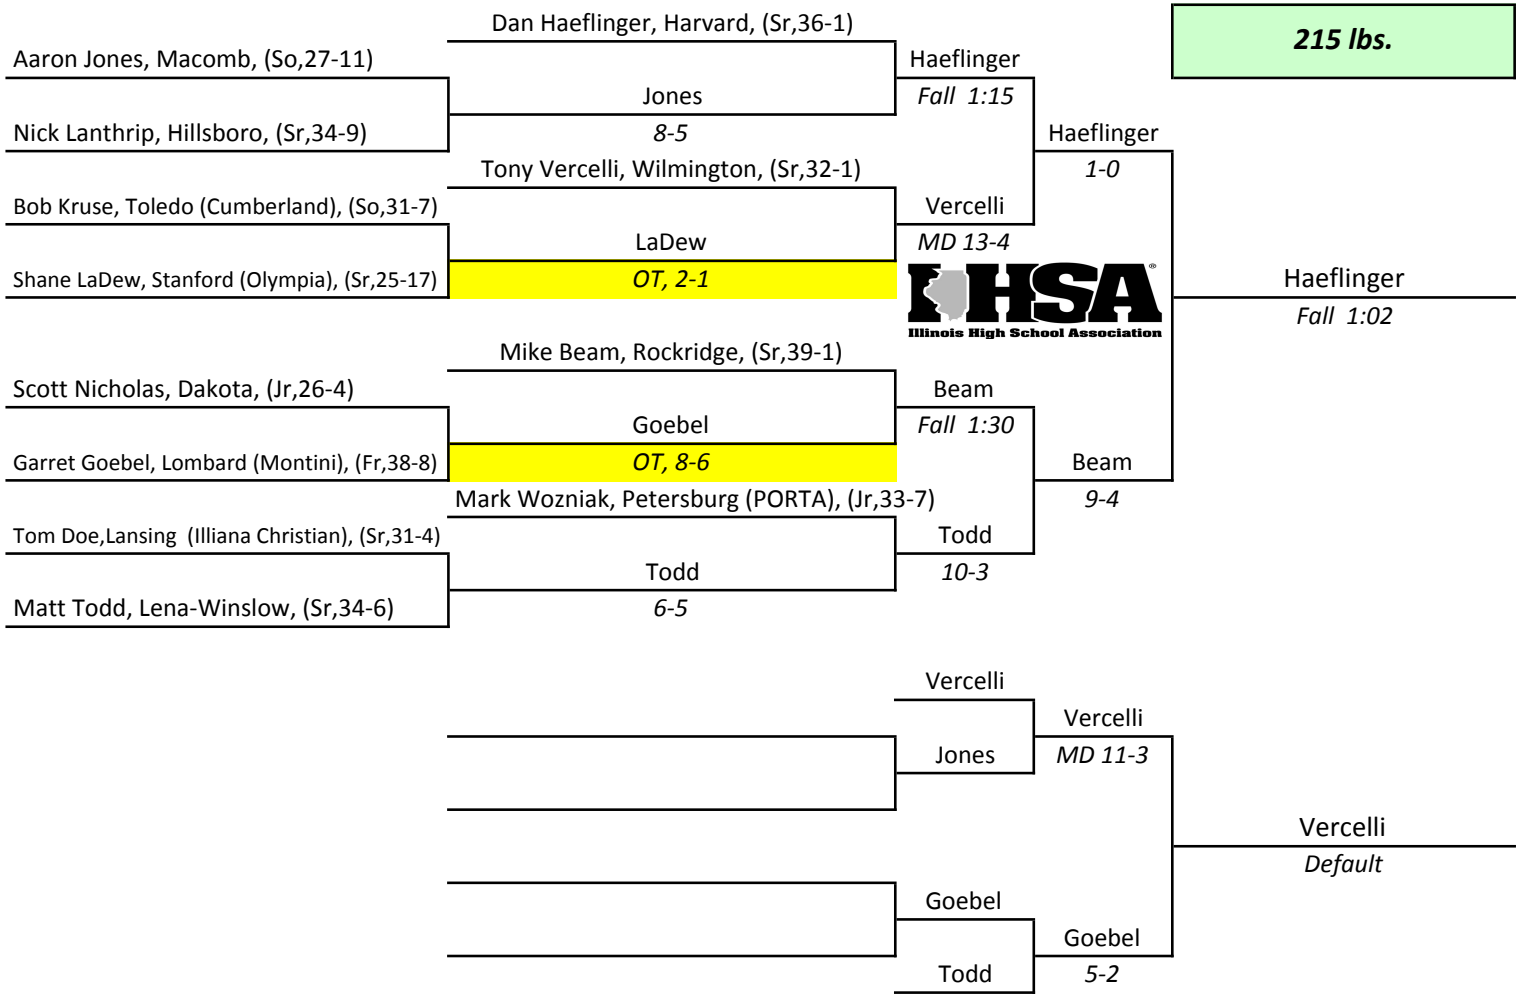 Dan Haeflinger, Harvard, (Sr,36-1)
215 lbs.
Aaron Jones, Macomb, (So,27-11)
Haeflinger
Jones
Fall 1:15
Nick Lanthrip, Hillsboro, (Sr,34-9)
8-5
Haeflinger
Tony Vercelli, Wilmington, (Sr,32-1)
1-0
Bob Kruse, Toledo (Cumberland), (So,31-7)
Vercelli
LaDew
MD 13-4
Shane LaDew, Stanford (Olympia), (Sr,25-17)
OT, 2-1
IHSA®
Illinois High School Association
Haeflinger
Fall 1:02
Mike Beam, Rockridge, (Sr,39-1)
Scott Nicholas, Dakota, (Jr,26-4)
Beam
Goebel
Fall 1:30
Garret Goebel, Lombard (Montini), (Fr,38-8)
OT, 8-6
Beam
Mark Wozniak, Petersburg (PORTA), (Jr,33-7)
9-4
Tom Doe,Lansing (Illiana Christian), (Sr,31-4)
Todd
Todd
10-3
Matt Todd, Lena-Winslow, (Sr,34-6)
6-5
Vercelli
Vercelli
Jones
MD 11-3
Vercelli
Default
Goebel
Goebel
Todd
5-2